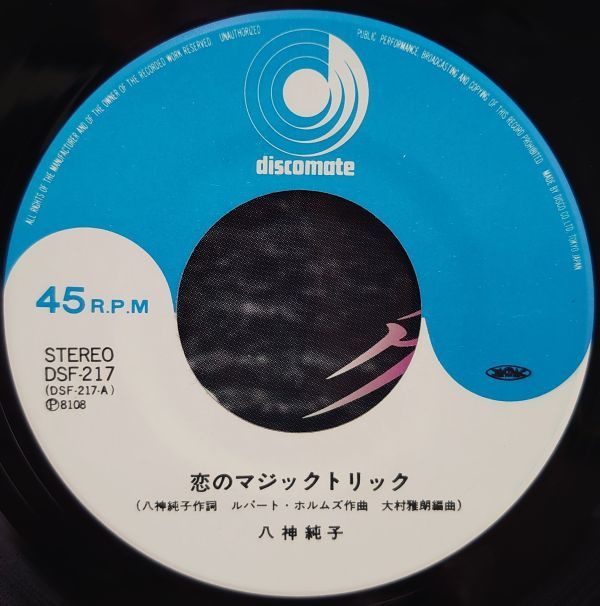 ALL RIGHTS OF THE MANUFACTURER AND OF THE OWNER OF THE RECORDED WORK RESERVED. UNAUTHORIZED PUBLIC PERFORMANCE, BROADCASTING AND COPYING OF THIS RECORD PROHIBITED. MADE BY DISCO CO., LTD. TOKYO, JAPAN
discomate
45 R.P.M
STEREO
DSF-217
(DSF-217-A)
Ⓟ8108
恋のマジックトリック
(八神純子作詞 ルパート・ホルムズ作曲 大村雅朗編曲)
八神純子